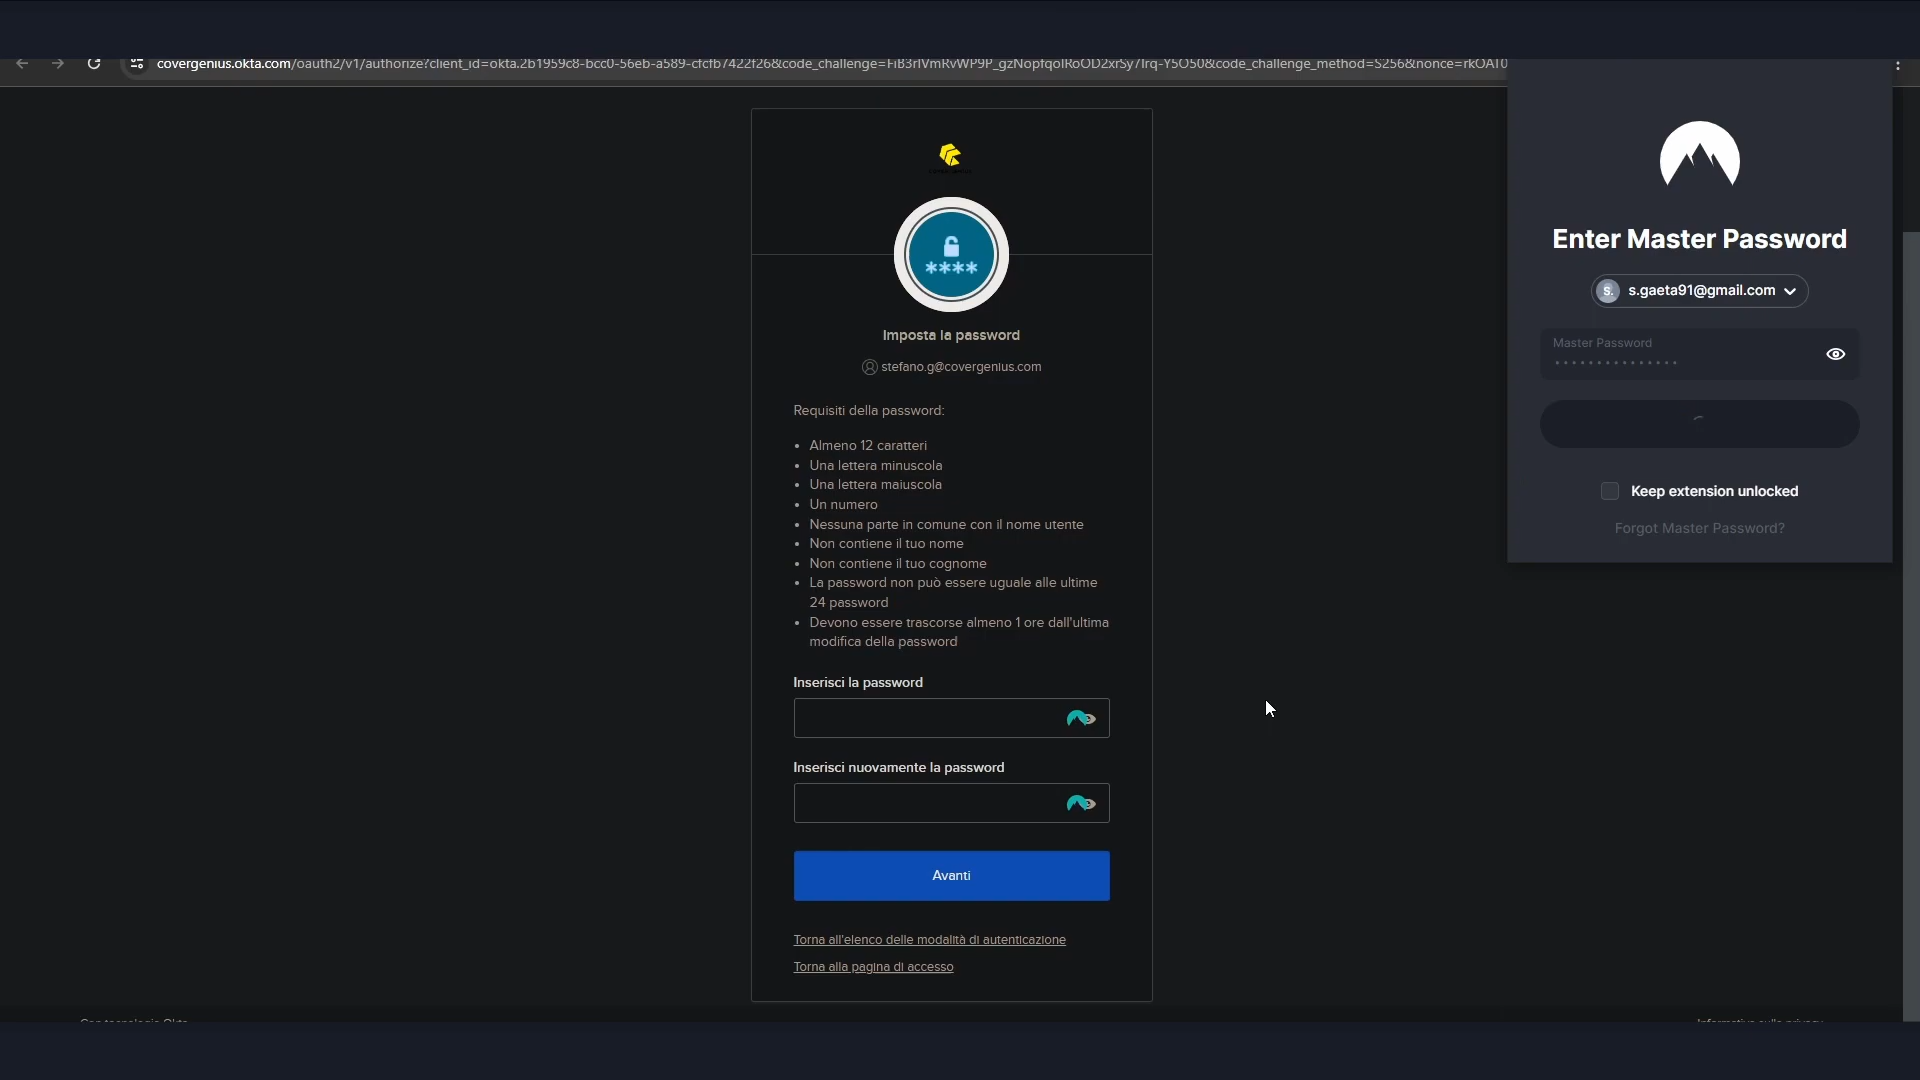 covergenius.okta.com/oauth2/v1/authorize?client_id=okta.2b1959c8-bcc0-56eb-a589-cfcfb7422f26&code_challenge=FiB3rIVmRvWP9P_gzNopfqoIRoOD2xrSy7Irq-Y5O50&code_challenge_method=S256&nonce=rkOAT0
Imposta la password
stefano.g@covergenius.com
Requisiti della password:
• Almeno 12 caratteri
• Una lettera minuscola
• Una lettera maiuscola
• Un numero
• Nessuna parte in comune con il nome utente
• Non contiene il tuo nome
• Non contiene il tuo cognome
• La password non può essere uguale alle ultime
24 password
• Devono essere trascorse almeno 1 ore dall'ultima
modifica della password
Inserisci la password
Inserisci nuovamente la password
Avanti
Torna all'elenco delle modalità di autenticazione
Torna alla pagina di accesso
Enter Master Password
S. s.gaeta91@gmail.com
Master Password
Keep extension unlocked
Forgot Master Password?